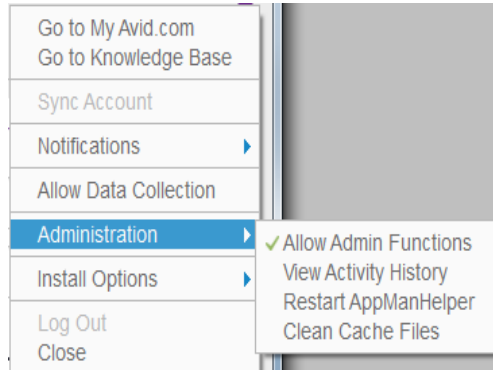 Go to My Avid.com
Go to Knowledge Base
Sync Account
Notifications
Allow Data Collection
Administration
Install Options
Log Out
Close
Allow Admin Functions
View Activity History
Restart AppManHelper
Clean Cache Files